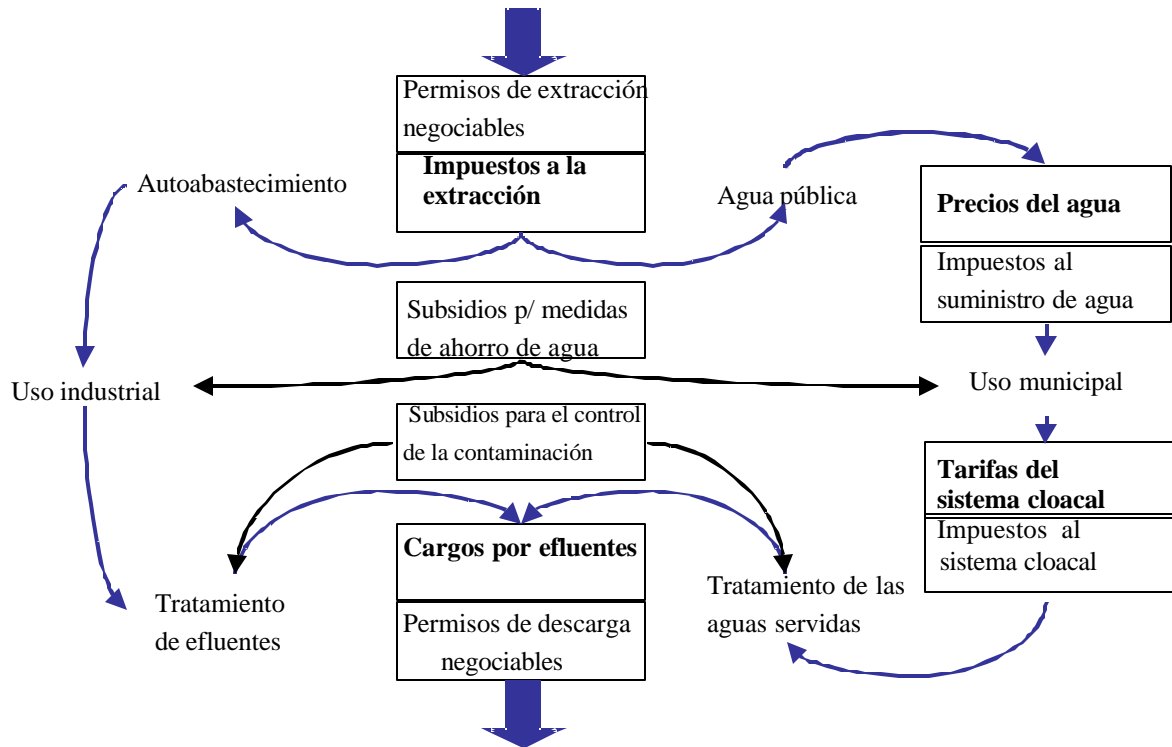 Permisos de extracción
negociables
Impuestos a la
extracción
Autoabastecimiento
Agua pública
Precios del agua
Impuestos al
suministro de agua
Subsidios p/ medidas
de ahorro de agua
Uso industrial
Uso municipal
Subsidios para el control
de la contaminación
Tarifas del
sistema cloacal
Impuestos al
sistema cloacal
Cargos por efluentes
Tratamiento
de efluentes
Tratamiento de las
aguas servidas
Permisos de descarga
negociables